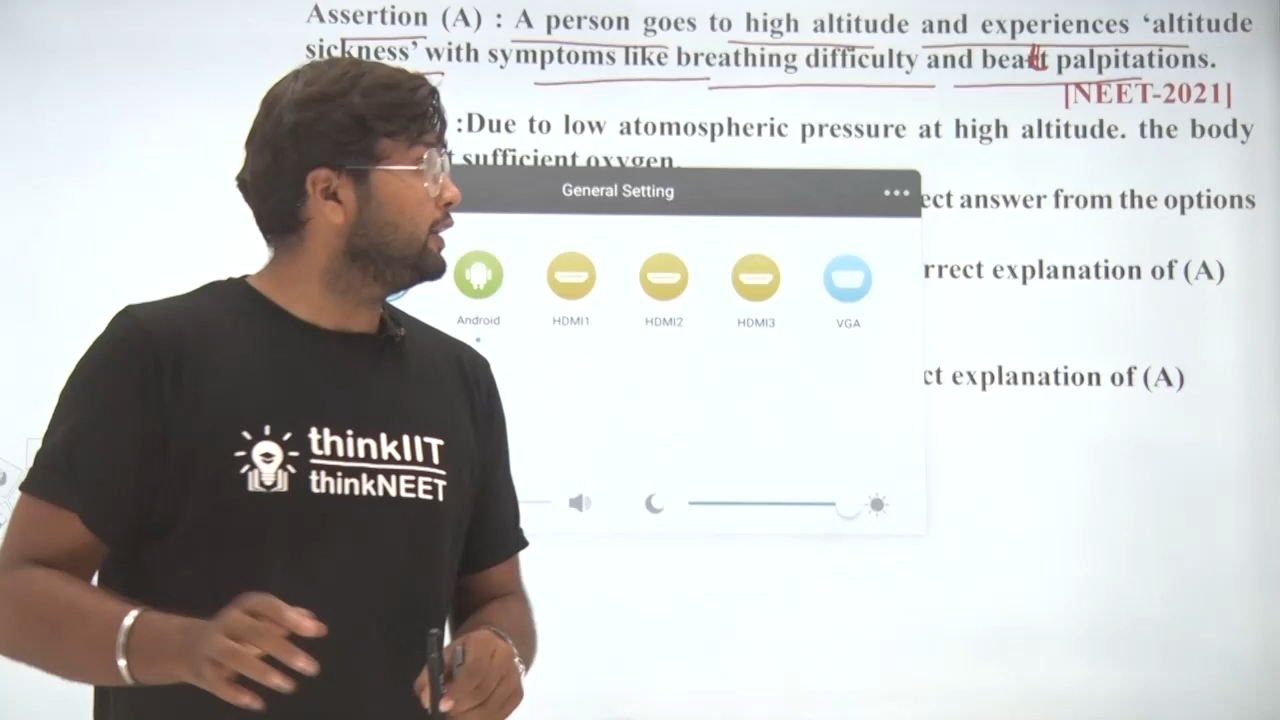 Assertion (A) : A person goes to high altitude and experiences ‘altitude
sickness’ with symptoms like breathing difficulty and beart palpitations.
[NEET-2021]
:Due to low atomospheric pressure at high altitude. the body
sufficient oxygen.
General Setting
ect answer from the options
rrect explanation of (A)
Android
HDMI1
HDMI2
HDMI3
VGA
ct explanation of (A)
thinkIIT
thinkNEET